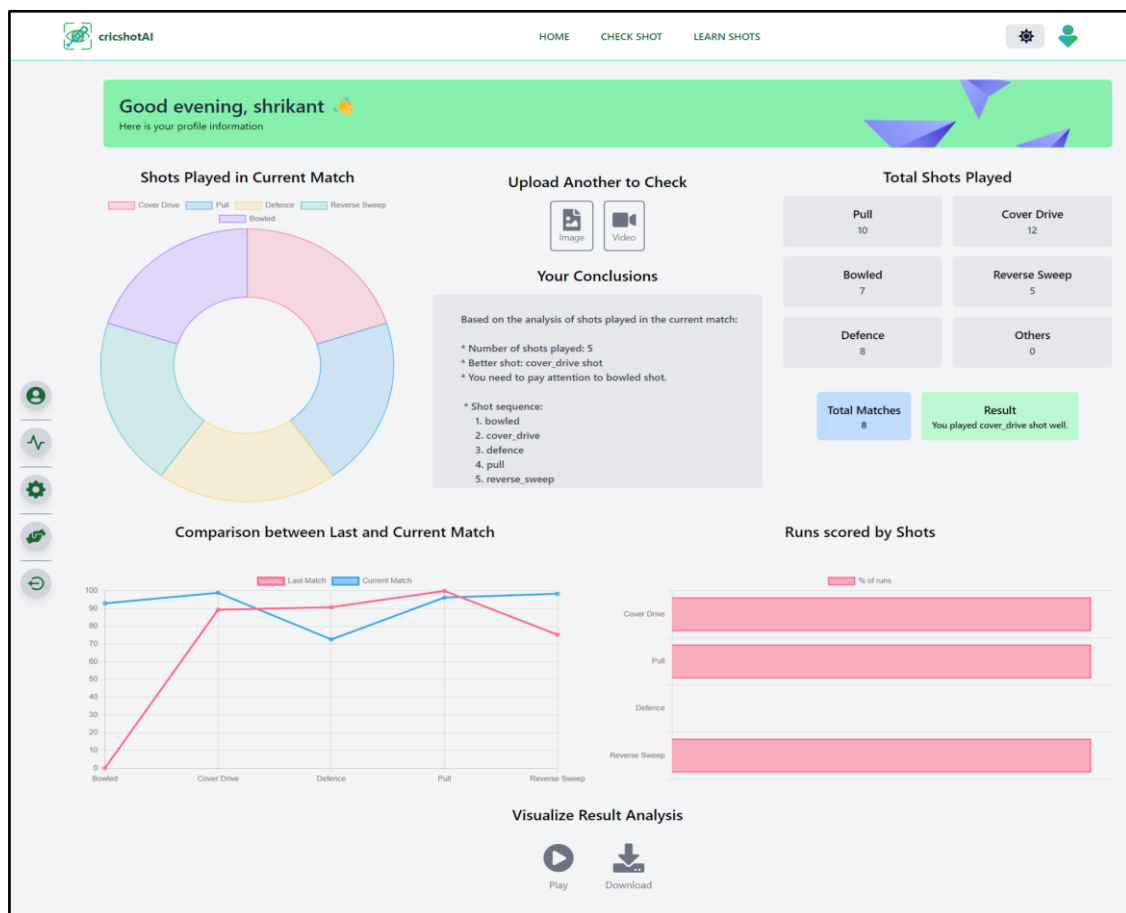 cricshotAI
HOME CHECK SHOT LEARN SHOTS
Good evening, shrikant
Here is your profile information
Shots Played in Current Match
Cover Drive Pull Defence Reverse Sweep
Bowled
Upload Another to Check
Image Video
Your Conclusions
Based on the analysis of shots played in the current match:
* Number of shots played: 5
* Better shot: cover_drive shot
* You need to pay attention to bowled shot.
* Shot sequence:
1. bowled
2. cover_drive
3. defence
4. pull
5. reverse_sweep
Total Shots Played
Pull
10
Cover Drive
12
Bowled
7
Reverse Sweep
5
Defence
8
Others
0
Total Matches
8
Result
You played cover_drive shot well.
Comparison between Last and Current Match
Last Match Current Match
100
90
80
70
60
50
40
30
20
10
0
Bowled Cover Drive Defence Pull Reverse Sweep
Runs scored by Shots
% of runs
Cover Drive
Pull
Defence
Reverse Sweep
Visualize Result Analysis
Play Download